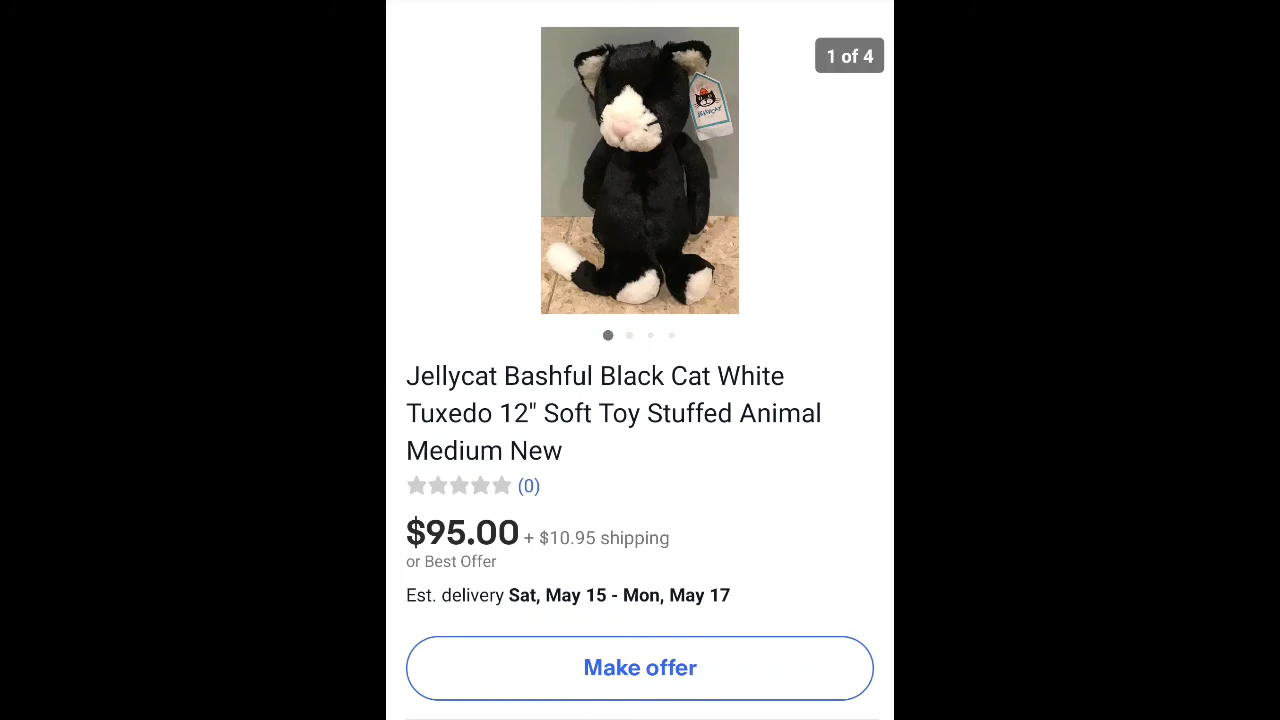 1 of 4
JELLYCAT
Jellycat Bashful Black Cat White
Tuxedo 12" Soft Toy Stuffed Animal
Medium New
(0)
$95.00 + $10.95 shipping
or Best Offer
Est. delivery Sat, May 15 - Mon, May 17
Make offer